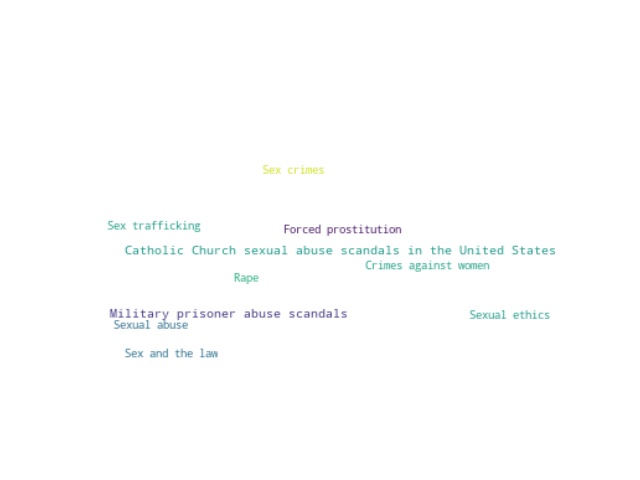 Sex crimes
Sex trafficking
Forced prostitution
Catholic Church sexual abuse scandals in the United States
Crimes against women
Rape
Military prisoner abuse scandals
Sexual ethics
Sexual abuse
Sex and the law